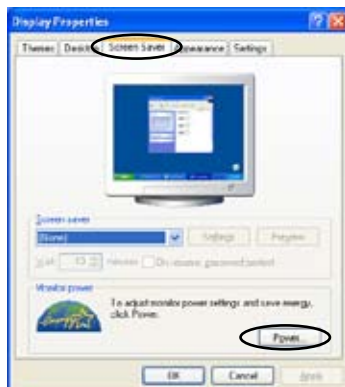 Display Properties
Themes Desktop Screen Saver Appearance Settings
Screen saver
(None) Settings Preview
Wait: minutes On resume, password protect
Monitor power
To adjust monitor power settings and save energy,
click Power.
Power...
OK Cancel Apply